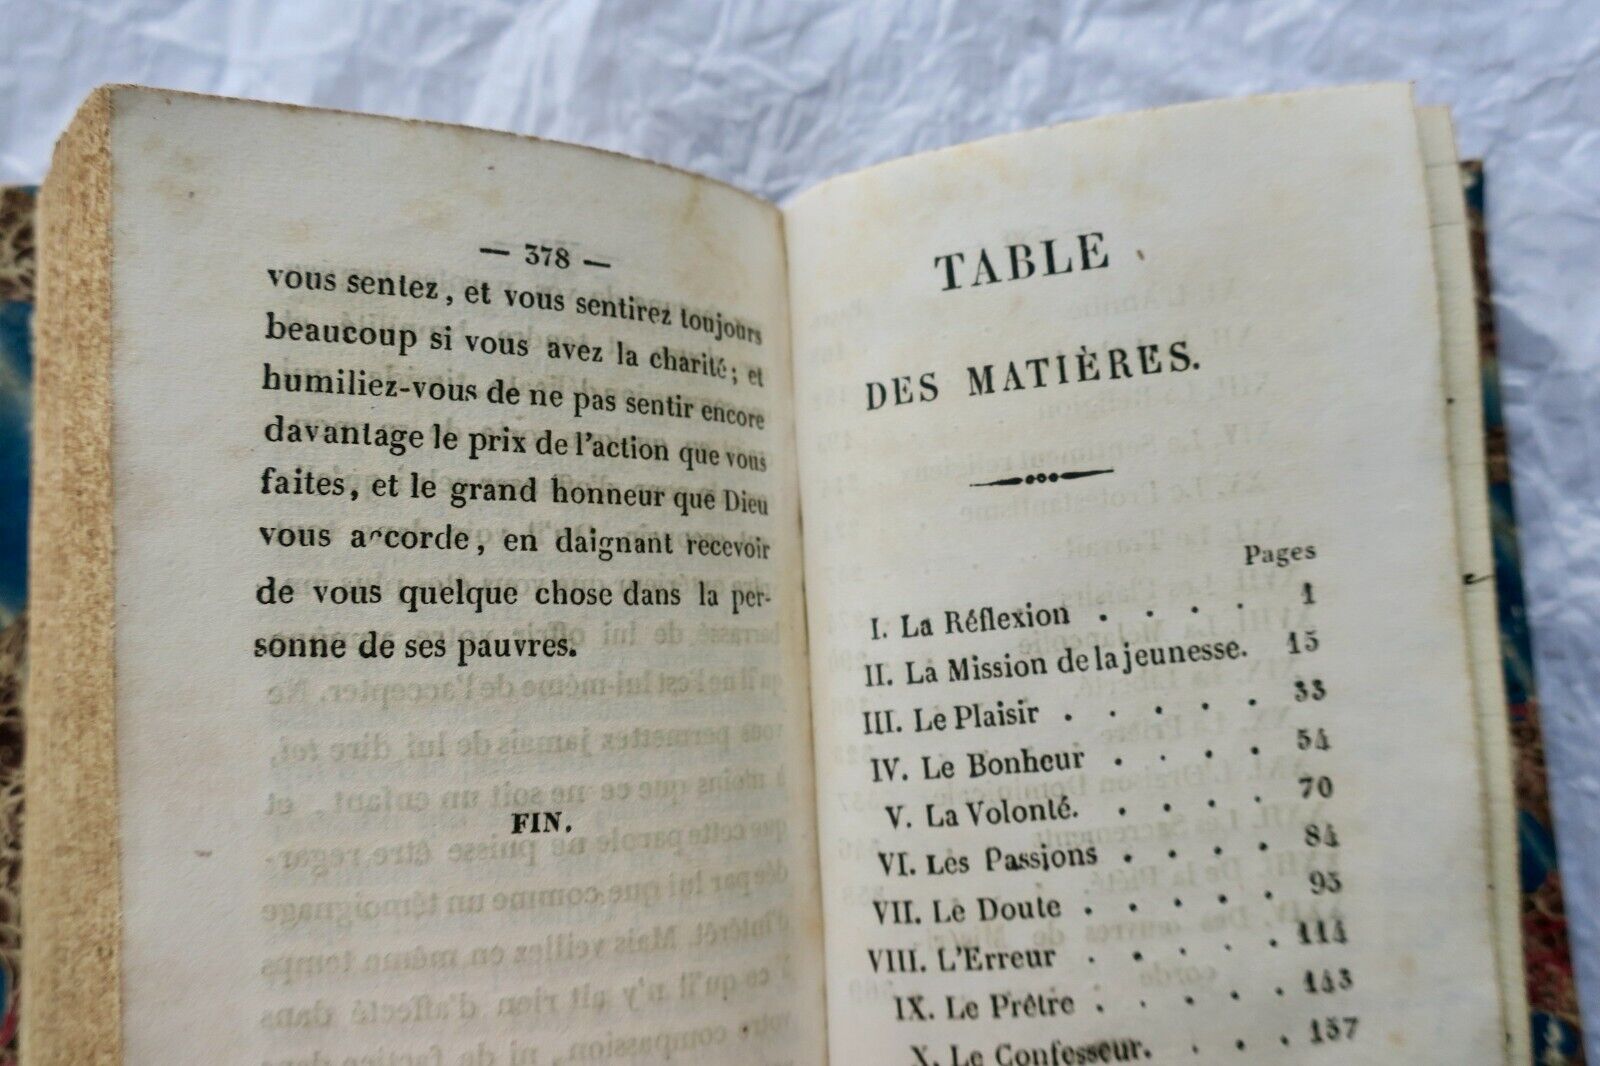 — 378 —
vous sentez, et vous sentirez toujours
beaucoup si vous avez la charité; et
humiliez-vous de ne pas sentir encore
davantage le prix de l'action que vous
faites, et le grand honneur que Dieu
vous accorde, en daignant recevoir
de vous quelque chose dans la per-
sonne de ses pauvres.
FIN.
TABLE
DES MATIÈRES.
Pages
I. La Réflexion . . . . 1
II. La Mission de la jeunesse. 15
III. Le Plaisir . . . . . 33
IV. Le Bonheur . . . . 54
V. La Volonté. . . . . 70
VI. Les Passions . . . . 84
VII. Le Doute . . . . . 95
VIII. L'Erreur . . . . . 114
IX. Le Prêtre . . . . . 143
X. Le Confesseur. . . . 157